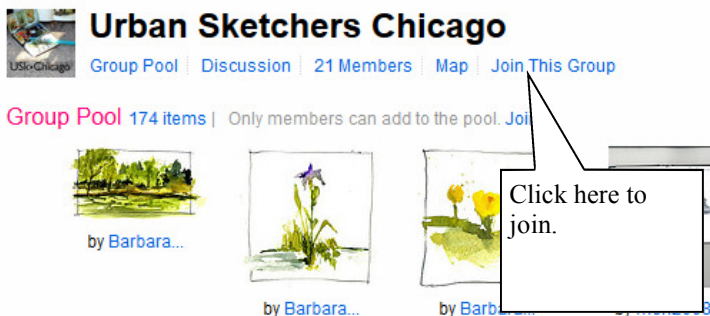 Urban Sketchers Chicago
USk-Chicago
Group Pool Discussion 21 Members Map Join This Group
Group Pool 174 items | Only members can add to the pool.
Click here to
join.
by Barbara...
by Barbara...
by